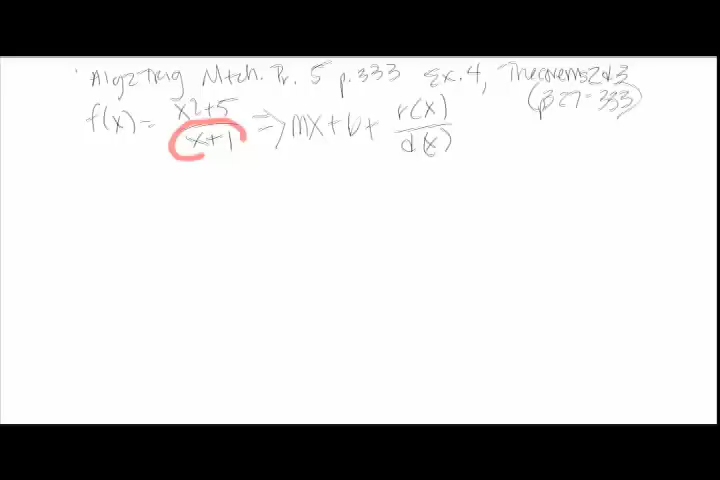 Alg2Trig Mtch. Pr. 5 p.333 Ex.4, Theorems 2 & 3
(p327-333)
f(x) = x2+5 / x+1 ⇒ mx+b+ r(x) / d(x)